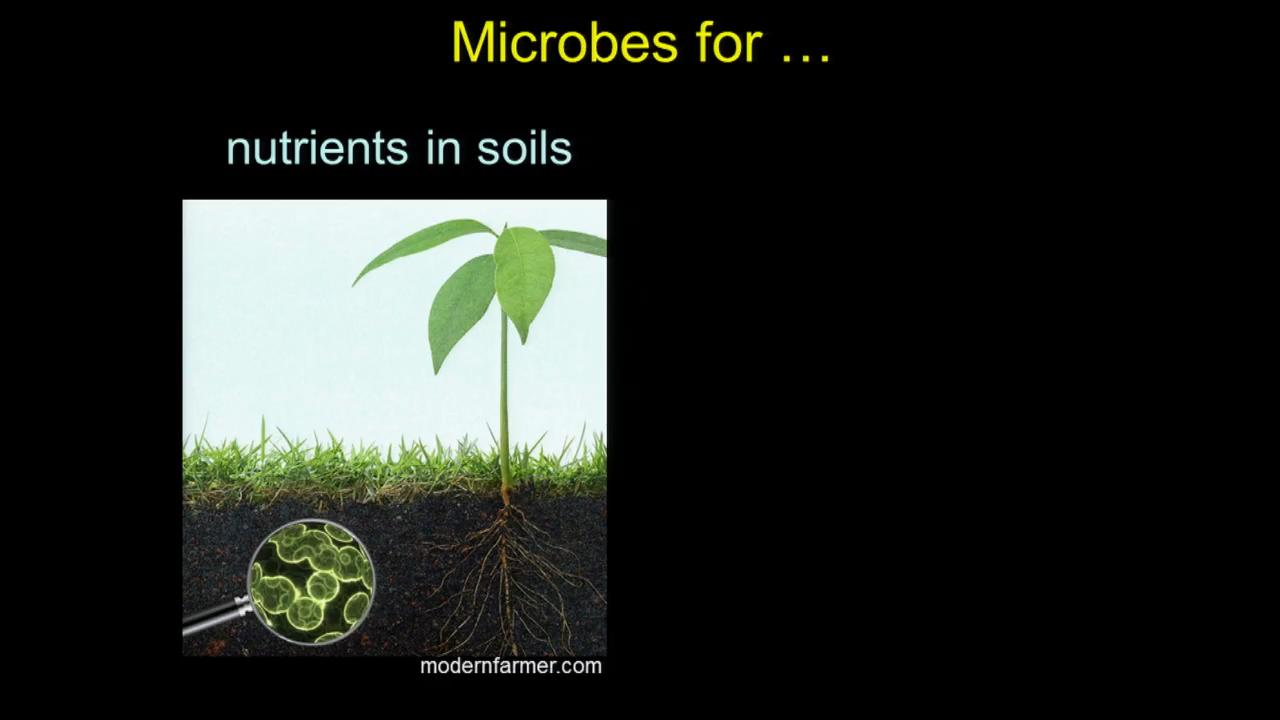 Microbes for …
nutrients in soils
modernfarmer.com